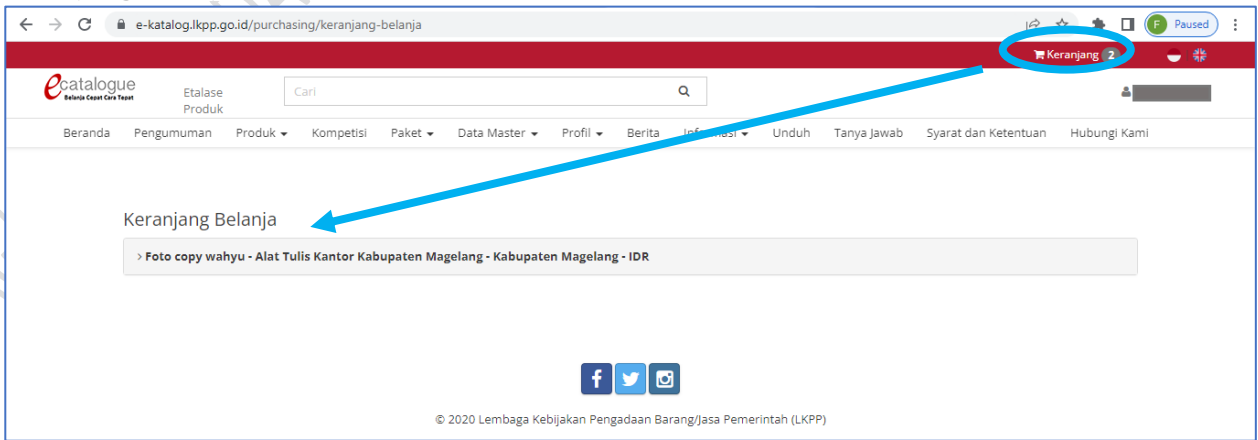 e-katalog.lkpp.go.id/purchasing/keranjang-belanja F Paused
Keranjang 2
ecatalogue
Belanja Cepat Cara Tepat
Etalase
Produk
Cari
Beranda Pengumuman Produk Kompetisi Paket Data Master Profil Berita Informasi Unduh Tanya Jawab Syarat dan Ketentuan Hubungi Kami
Keranjang Belanja
> Foto copy wahyu - Alat Tulis Kantor Kabupaten Magelang - Kabupaten Magelang - IDR
© 2020 Lembaga Kebijakan Pengadaan Barang/Jasa Pemerintah (LKPP)